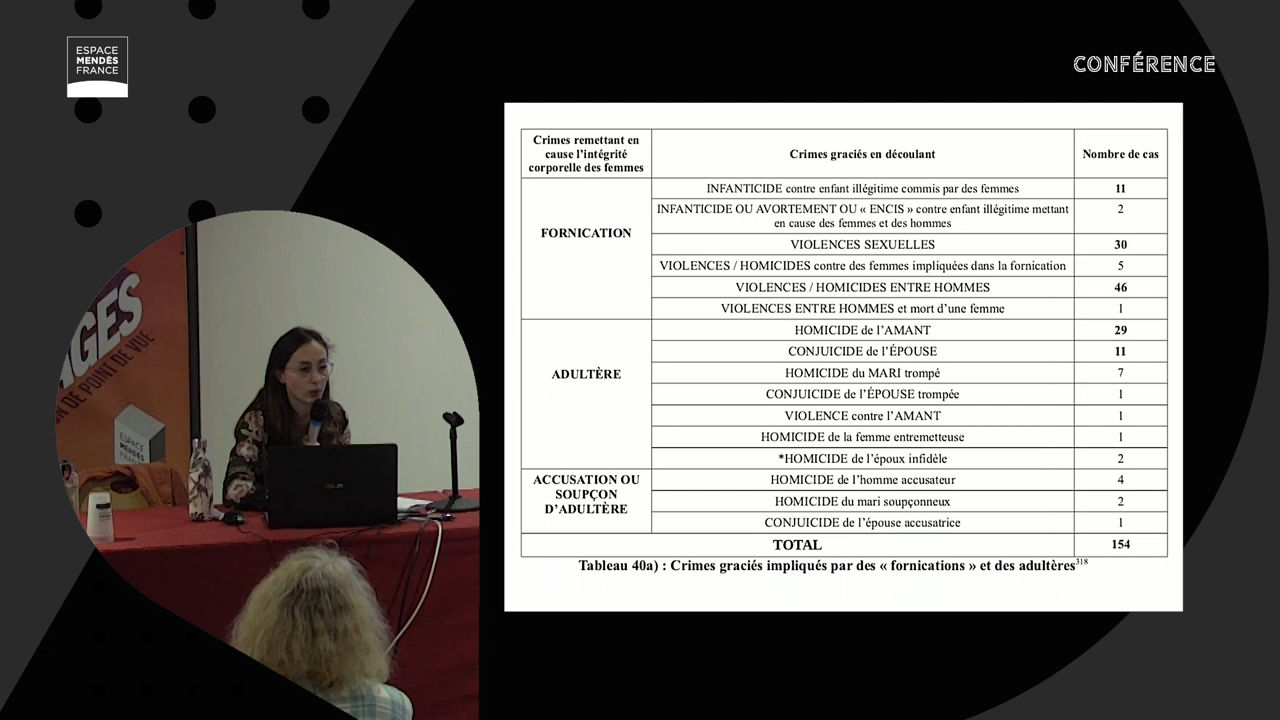 ESPACE
MENDÈS
FRANCE
CONFÉRENCE
Crimes remettant en
cause l'intégrité
corporelle des femmes
Crimes graciés en découlant
Nombre de cas
FORNICATION
INFANTICIDE contre enfant illégitime commis par des femmes
11
INFANTICIDE OU AVORTEMENT OU « ENCIS » contre enfant illégitime mettant
en cause des femmes et des hommes
2
VIOLENCES SEXUELLES
30
VIOLENCES / HOMICIDES contre des femmes impliquées dans la fornication
5
VIOLENCES / HOMICIDES ENTRE HOMMES
46
VIOLENCES ENTRE HOMMES et mort d'une femme
1
ADULTÈRE
HOMICIDE de l'AMANT
29
CONJUICIDE de l'ÉPOUSE
11
HOMICIDE du MARI trompé
7
CONJUICIDE de l'ÉPOUSE trompée
1
VIOLENCE contre l'AMANT
1
HOMICIDE de la femme entremetteuse
1
*HOMICIDE de l'époux infidèle
2
ACCUSATION OU
SOUPÇON
D'ADULTÈRE
HOMICIDE de l'homme accusateur
4
HOMICIDE du mari soupçonneux
2
CONJUICIDE de l'épouse accusatrice
1
TOTAL
154
Tableau 40a) : Crimes graciés impliqués par des « fornications » et des adultères318
AGES
N DE POINT DE VUE
ESPACE
MENDÈS